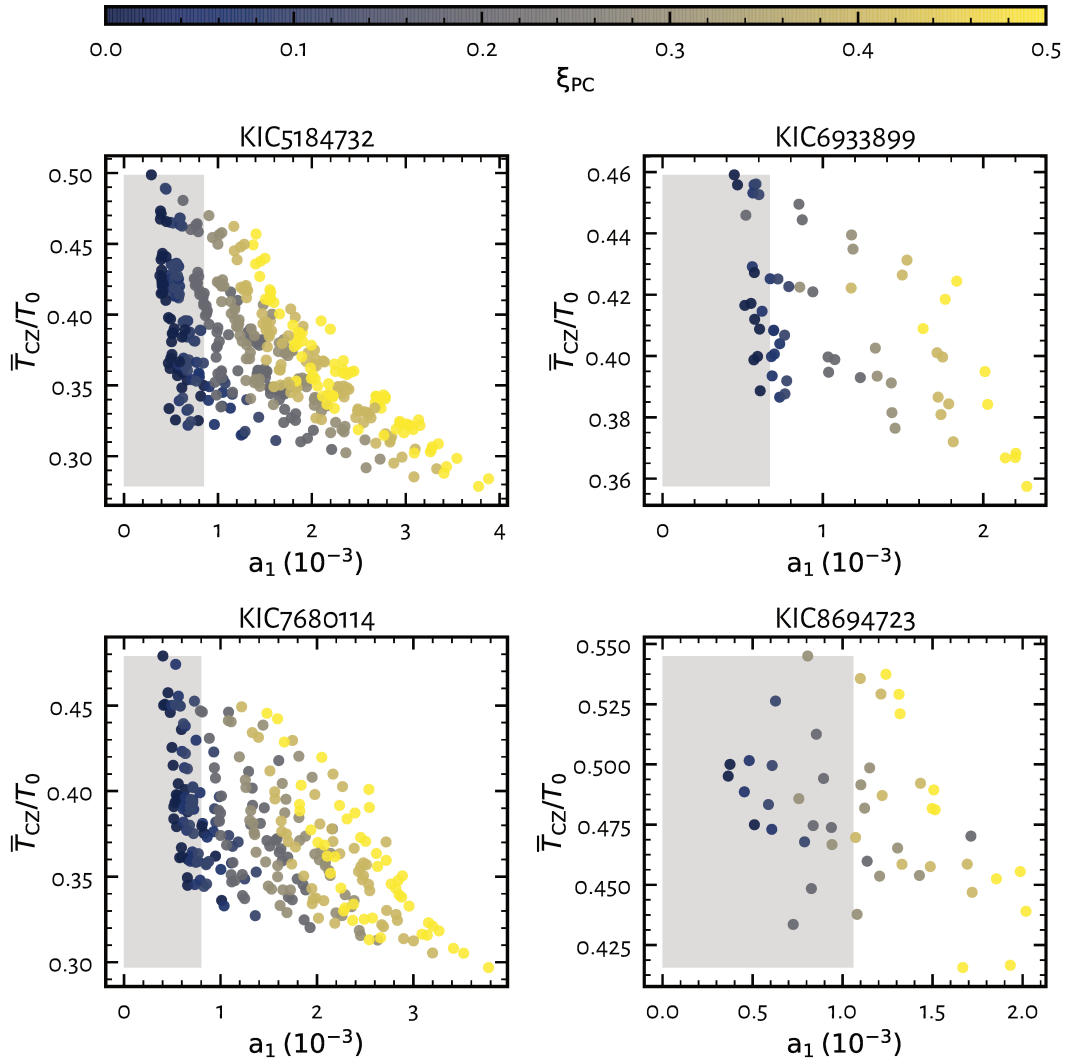 0.0 0.1 0.2 0.3 0.4 0.5
ξPC
KIC5184732
0.50
0.45
0.40
0.35
0.30
T̅CZ/T0
0 1 2 3 4
a1 (10−3)
KIC6933899
0.46
0.44
0.42
0.40
0.38
0.36
T̅CZ/T0
0 1 2
a1 (10−3)
KIC7680114
0.45
0.40
0.35
0.30
T̅CZ/T0
0 1 2 3
a1 (10−3)
KIC8694723
0.550
0.525
0.500
0.475
0.450
0.425
T̅CZ/T0
0.0 0.5 1.0 1.5 2.0
a1 (10−3)